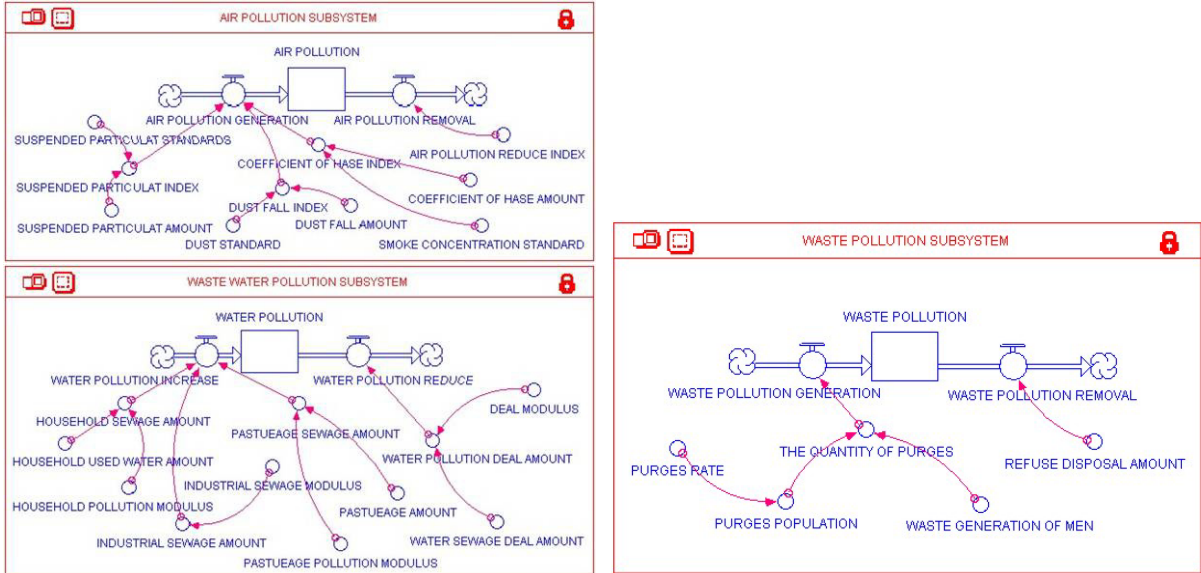 AIR POLLUTION SUBSYSTEM
AIR POLLUTION
AIR POLLUTION GENERATION
AIR POLLUTION REMOVAL
SUSPENDED PARTICULAT STANDARDS
COEFFICIENT OF HASE INDEX
AIR POLLUTION REDUCE INDEX
SUSPENDED PARTICULAT INDEX
COEFFICIENT OF HASE AMOUNT
DUST FALL INDEX
SUSPENDED PARTICULAT AMOUNT
DUST FALL AMOUNT
DUST STANDARD
SMOKE CONCENTRATION STANDARD
WASTE WATER POLLUTION SUBSYSTEM
WATER POLLUTION
WATER POLLUTION INCREASE
WATER POLLUTION REDUCE
DEAL MODULUS
HOUSEHOLD SEWAGE AMOUNT
PASTUEAGE SEWAGE AMOUNT
WATER POLLUTION DEAL AMOUNT
HOUSEHOLD USED WATER AMOUNT
INDUSTRIAL SEWAGE MODULUS
HOUSEHOLD POLLUTION MODULUS
PASTUEAGE AMOUNT
INDUSTRIAL SEWAGE AMOUNT
WATER SEWAGE DEAL AMOUNT
PASTUEAGE POLLUTION MODULUS
WASTE POLLUTION SUBSYSTEM
WASTE POLLUTION
WASTE POLLUTION GENERATION
WASTE POLLUTION REMOVAL
THE QUANTITY OF PURGES
PURGES RATE
REFUSE DISPOSAL AMOUNT
PURGES POPULATION
WASTE GENERATION OF MEN